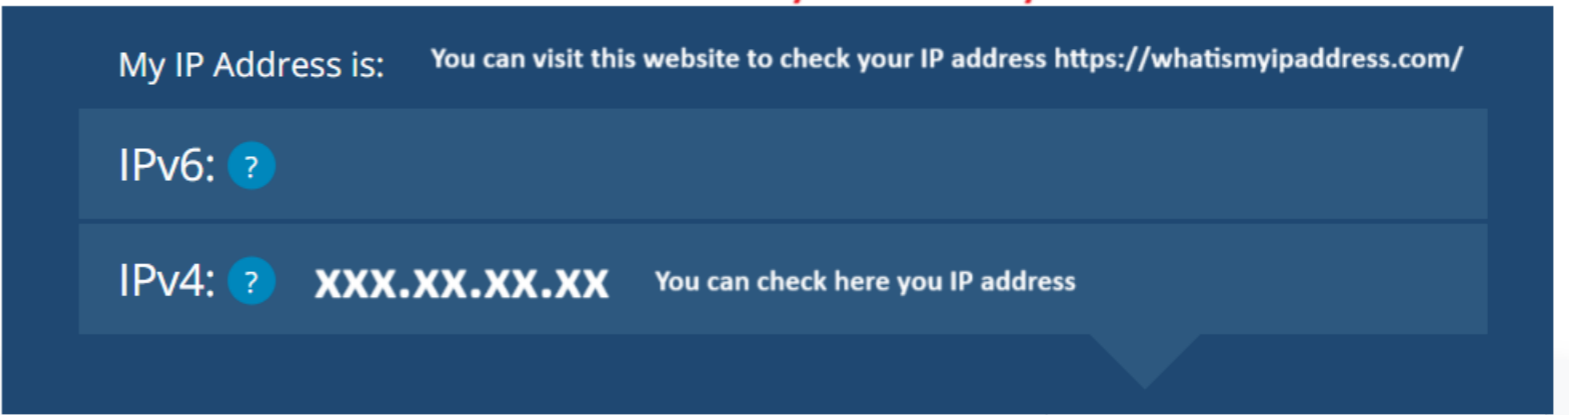 My IP Address is: You can visit this website to check your IP address https://whatismyipaddress.com/
IPv6: ?
IPv4: ? xxx.xx.xx.xx You can check here you IP address